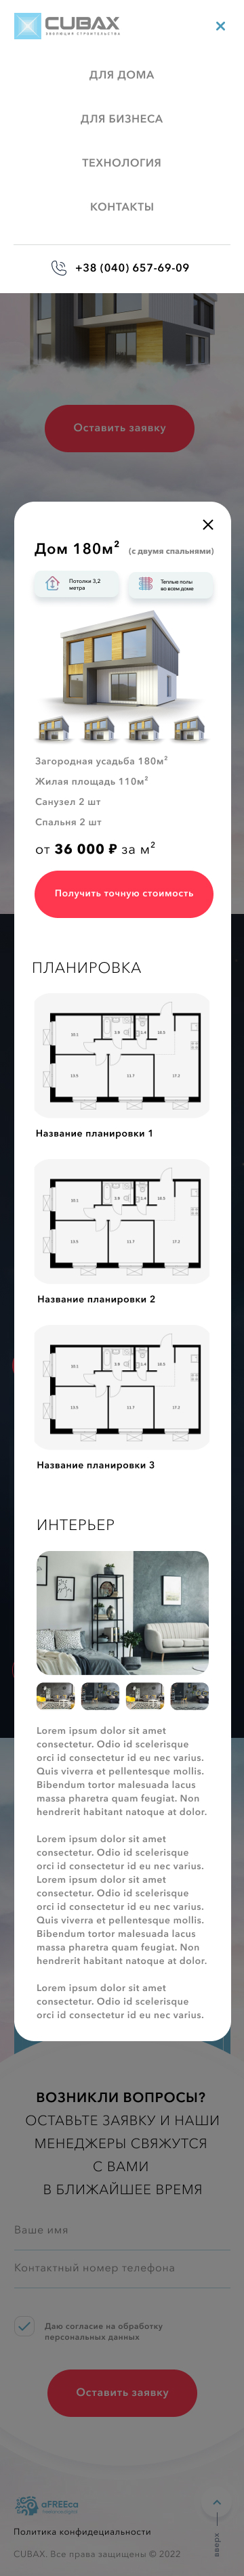 CUBAX
ЭВОЛЮЦИЯ СТРОИТЕЛЬСТВА
ДЛЯ ДОМА
ДЛЯ БИЗНЕСА
ТЕХНОЛОГИЯ
КОНТАКТЫ
+38 (040) 657-69-09
Оставить заявку
Дом 180м² (с двумя спальнями)
Потолки 3,2
метра
Теплые полы
во всем доме
Загородная усадьба 180м²
Жилая площадь 110м²
Санузел 2 шт
Спальня 2 шт
от 36 000 ₽ за м²
Получить точную стоимость
ПЛАНИРОВКА
Название планировки 1
Название планировки 2
Название планировки 3
ИНТЕРЬЕР
Lorem ipsum dolor sit amet
consectetur. Odio id scelerisque
orci id consectetur id eu nec varius.
Quis viverra et pellentesque mollis.
Bibendum tortor malesuada lacus
massa pharetra quam feugiat. Non
hendrerit habitant natoque at dolor.
Lorem ipsum dolor sit amet
consectetur. Odio id scelerisque
orci id consectetur id eu nec varius.
Lorem ipsum dolor sit amet
consectetur. Odio id scelerisque
orci id consectetur id eu nec varius.
Quis viverra et pellentesque mollis.
Bibendum tortor malesuada lacus
massa pharetra quam feugiat. Non
hendrerit habitant natoque at dolor.
Lorem ipsum dolor sit amet
consectetur. Odio id scelerisque
orci id consectetur id eu nec varius.
ВОЗНИКЛИ ВОПРОСЫ?
ОСТАВЬТЕ ЗАЯВКУ И НАШИ
МЕНЕДЖЕРЫ СВЯЖУТСЯ
С ВАМИ
В БЛИЖАЙШЕЕ ВРЕМЯ
Ваше имя
Контактный номер телефона
Даю согласие на обработку
персональных данных
Оставить заявку
aFREEca
вверх
Политика конфидециальности
CUBAX. Все права защищены © 2022